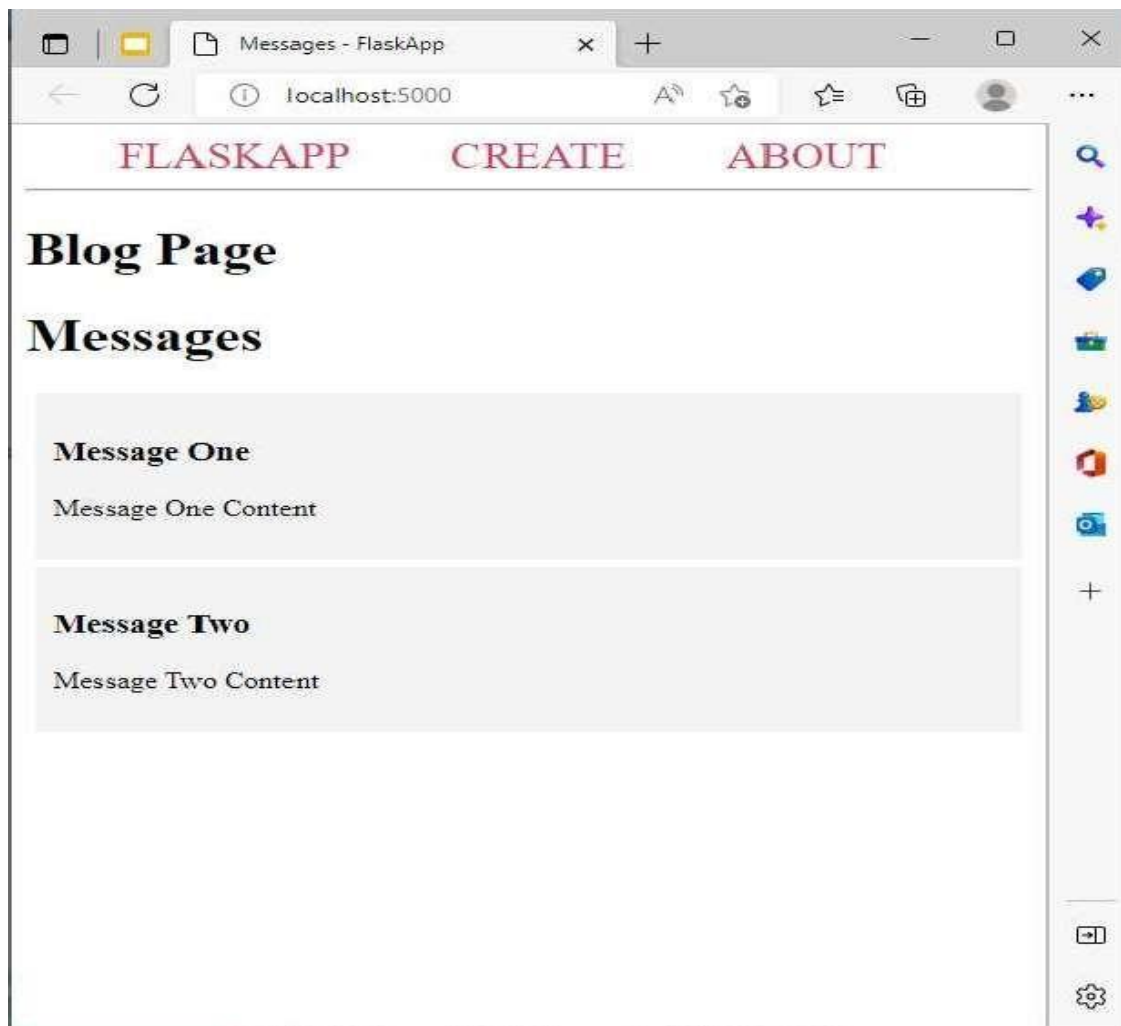 Messages - FlaskApp
localhost:5000
FLASKAPP CREATE ABOUT
Blog Page
Messages
Message One
Message One Content
Message Two
Message Two Content